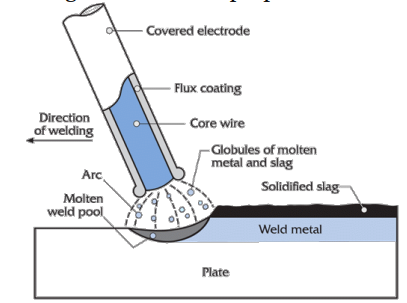 Covered electrode
Flux coating
Core wire
Direction
of welding
Globules of molten
metal and slag
Arc
Solidified slag
Molten
weld pool
Weld metal
Plate